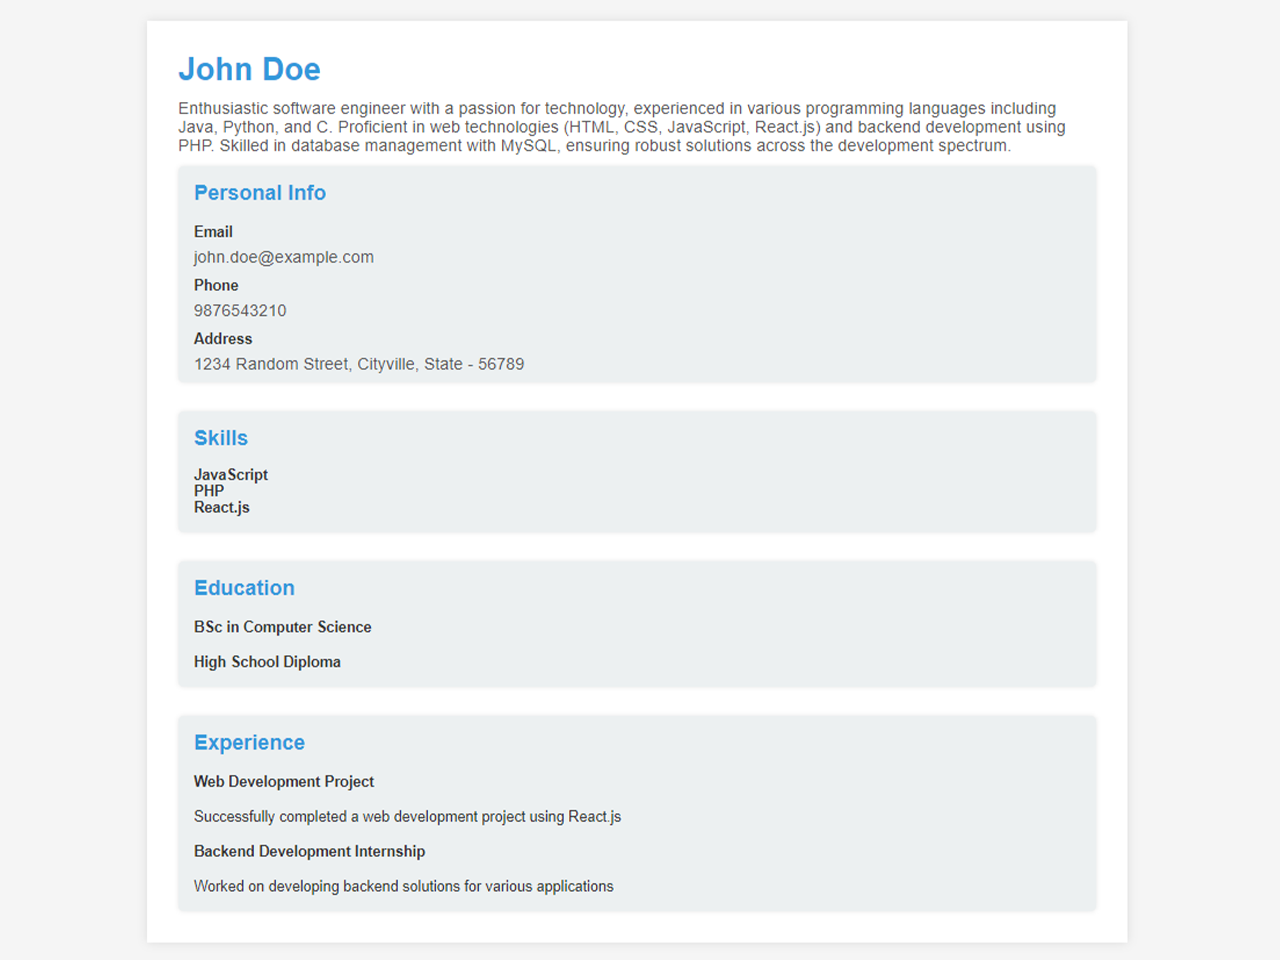 John Doe
Enthusiastic software engineer with a passion for technology, experienced in various programming languages including
Java, Python, and C. Proficient in web technologies (HTML, CSS, JavaScript, React.js) and backend development using
PHP. Skilled in database management with MySQL, ensuring robust solutions across the development spectrum.
Personal Info
Email
john.doe@example.com
Phone
9876543210
Address
1234 Random Street, Cityville, State - 56789
Skills
JavaScript
PHP
React.js
Education
BSc in Computer Science
High School Diploma
Experience
Web Development Project
Successfully completed a web development project using React.js
Backend Development Internship
Worked on developing backend solutions for various applications